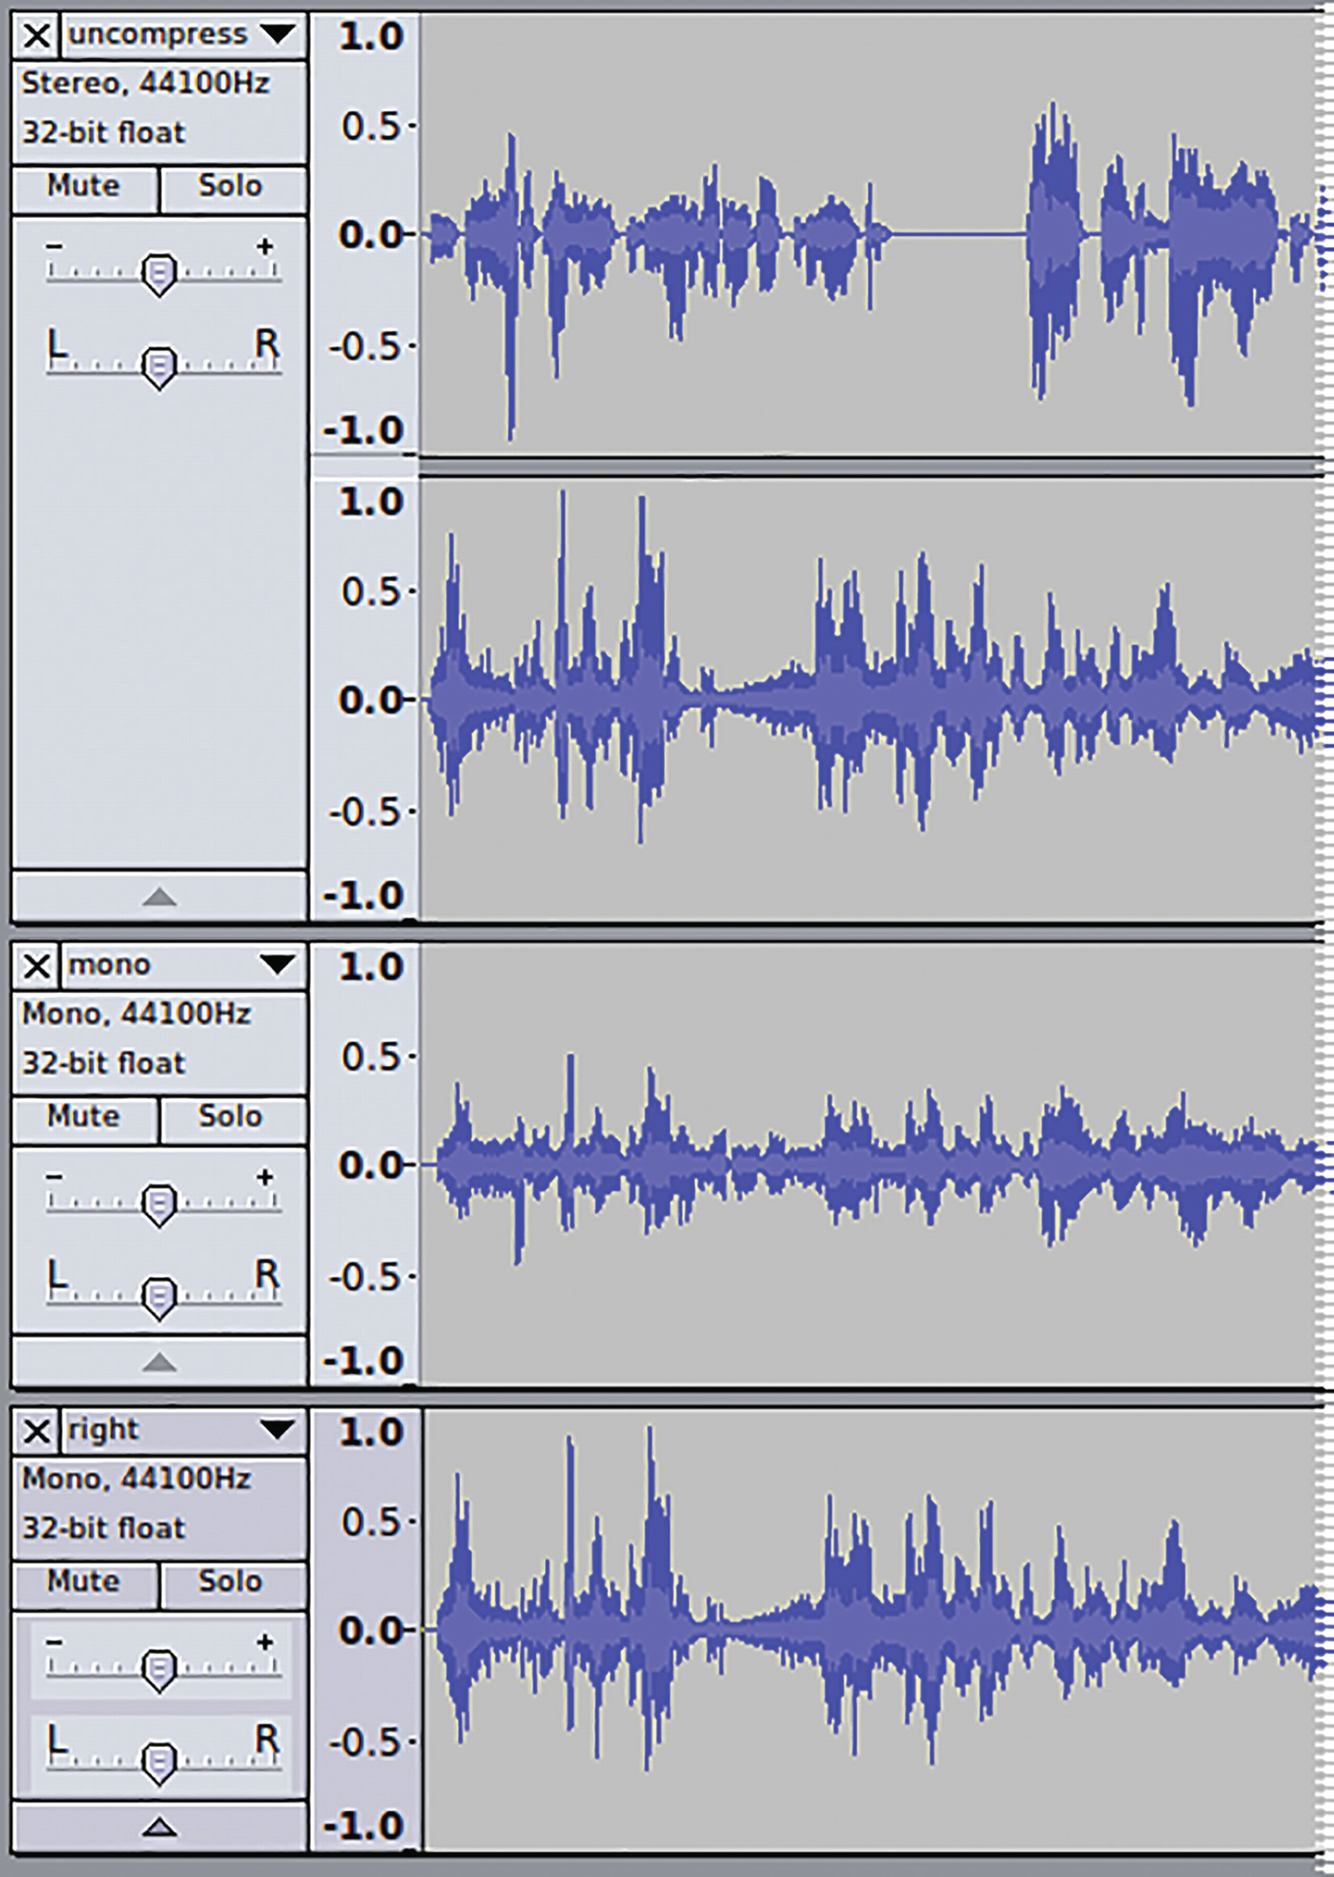 uncompress
Stereo, 44100Hz
32-bit float
Mute Solo
- +
L R
1.0
0.5
0.0
-0.5
-1.0
1.0
0.5
0.0
-0.5
-1.0
mono
Mono, 44100Hz
32-bit float
Mute Solo
- +
L R
1.0
0.5
0.0
-0.5
-1.0
right
Mono, 44100Hz
32-bit float
Mute Solo
- +
L R
1.0
0.5
0.0
-0.5
-1.0